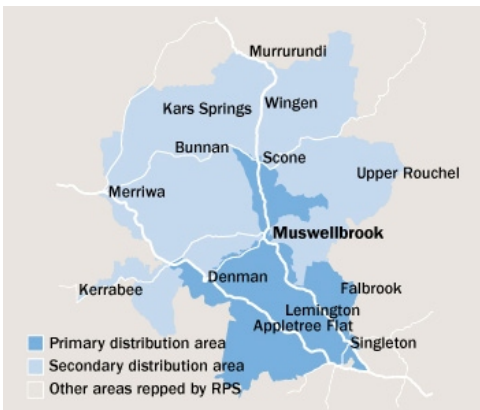 Murrurundi
Kars Springs
Wingen
Bunnan
Scone
Upper Rouchel
Merriwa
Muswellbrook
Denman
Kerrabee
Falbrook
Lemington
Appletree Flat
Singleton
Primary distribution area
Secondary distribution area
Other areas repped by RPS